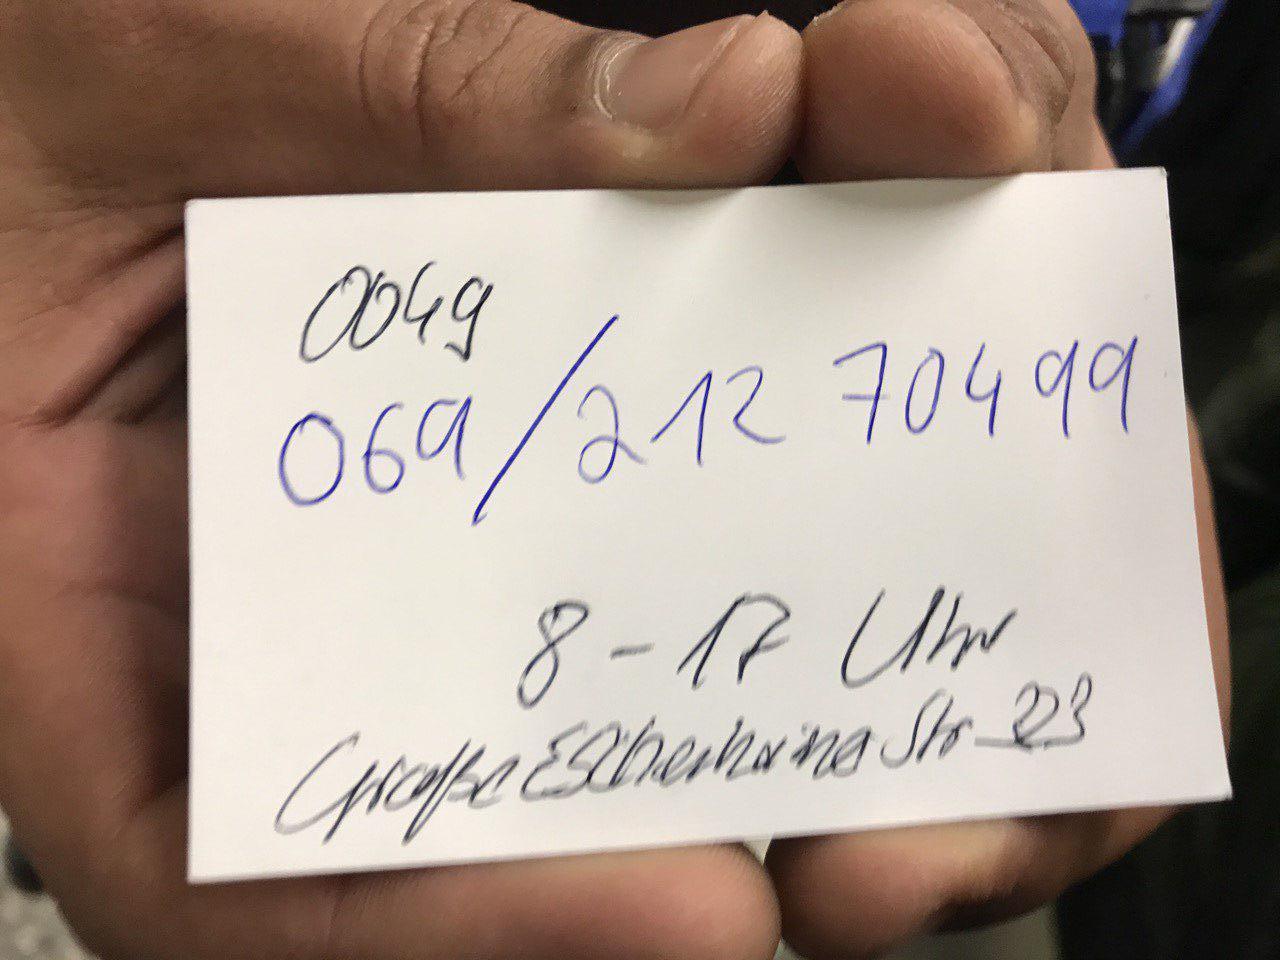 0049
069/212 70499
8-17 Uhr
Große Eschenheimer Str 23